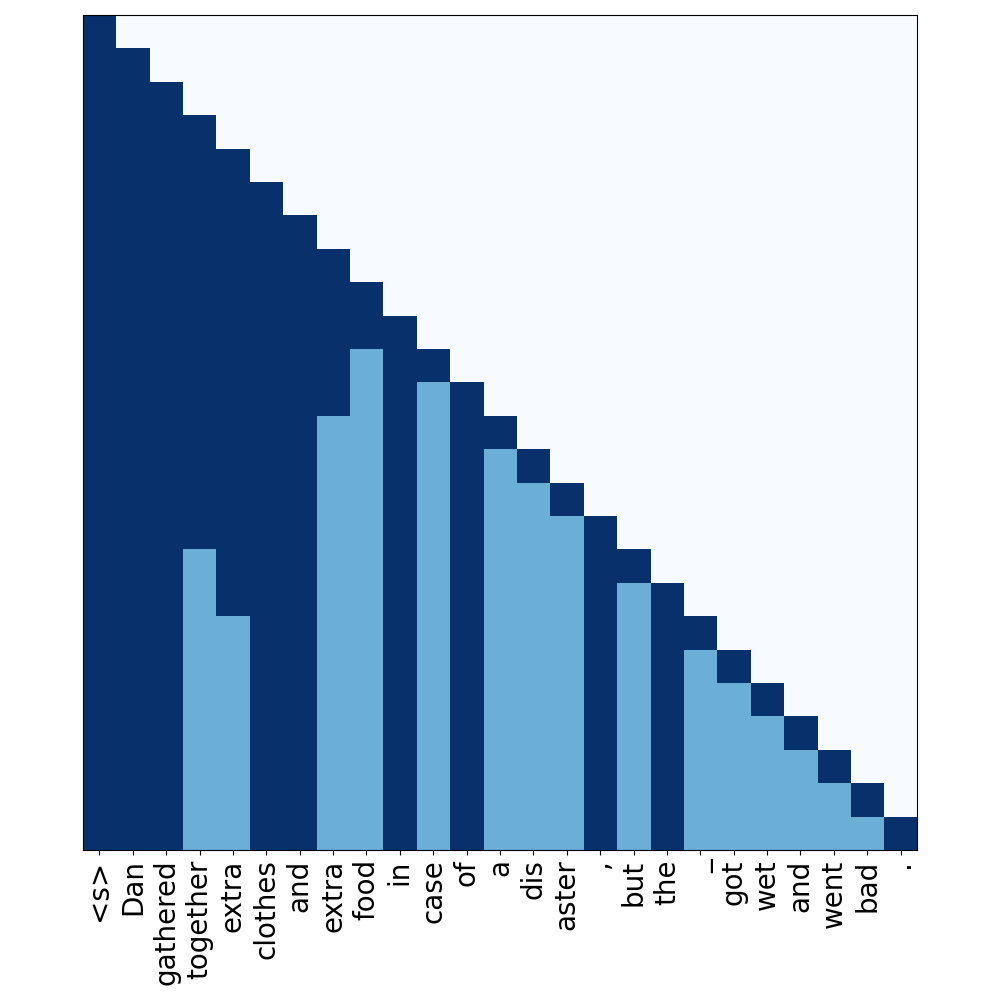 <s> Dan gathered together extra clothes and extra food in case of a dis aster , but the _ got wet and went bad .